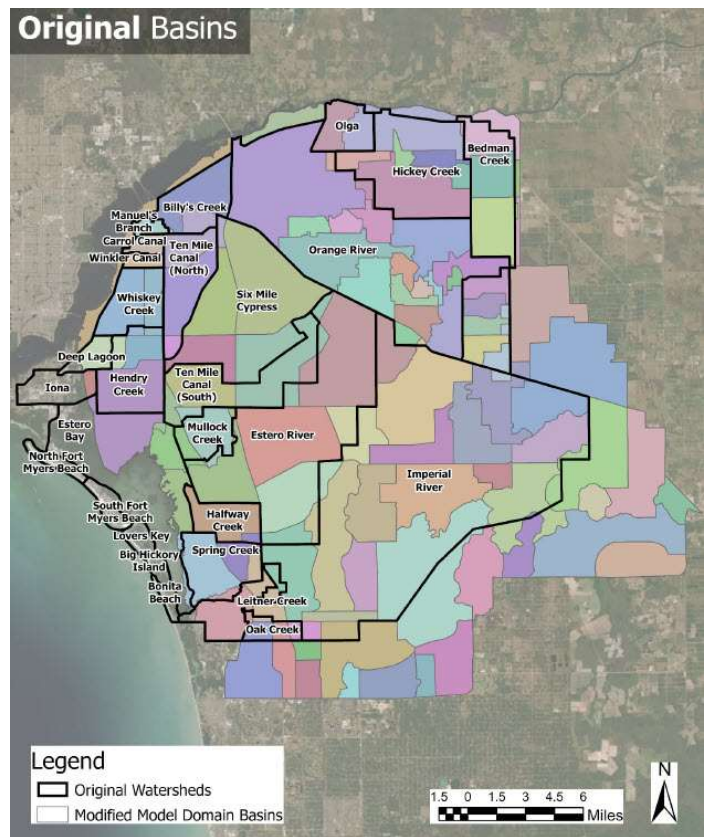 Original Basins
Olga
Bedman
Creek
Hickey Creek
Billy's Creek
Manuel's
Branch
Carrol Canal
Winkler Canal
Ten Mile
Canal
(North)
Orange River
Whiskey
Creek
Six Mile
Cypress
Deep Lagoon
Iona
Hendry
Creek
Ten Mile
Canal
(South)
Estero
Bay
Mullock
Creek
Estero River
North Fort
Myers Beach
Imperial
River
South Fort
Myers Beach
Halfway
Creek
Lovers Key
Big Hickory
Island
Spring Creek
Bonita
Beach
Leitner Creek
Oak Creek
Legend
Original Watersheds
Modified Model Domain Basins
1.5 0 1.5 3 4.5 6
Miles
N